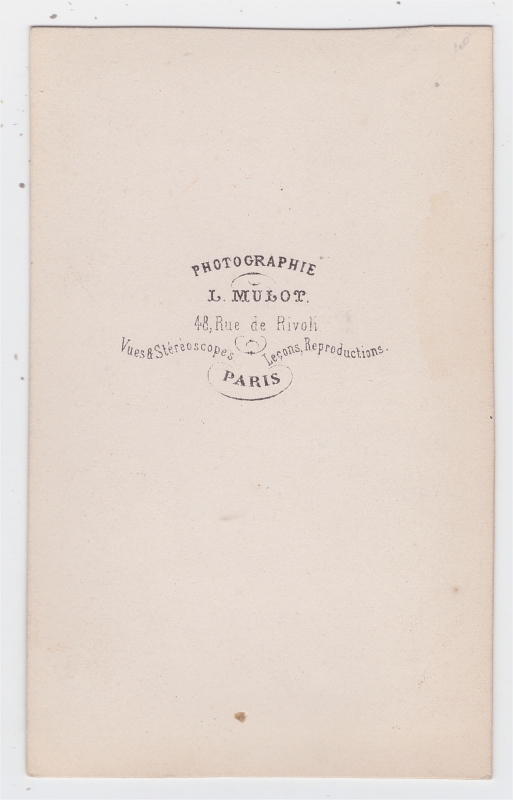 PHOTOGRAPHIE
L. MULOT.
48, Rue de Rivoli
Vues & Stéréoscopes Leçons, Reproductions.
PARIS